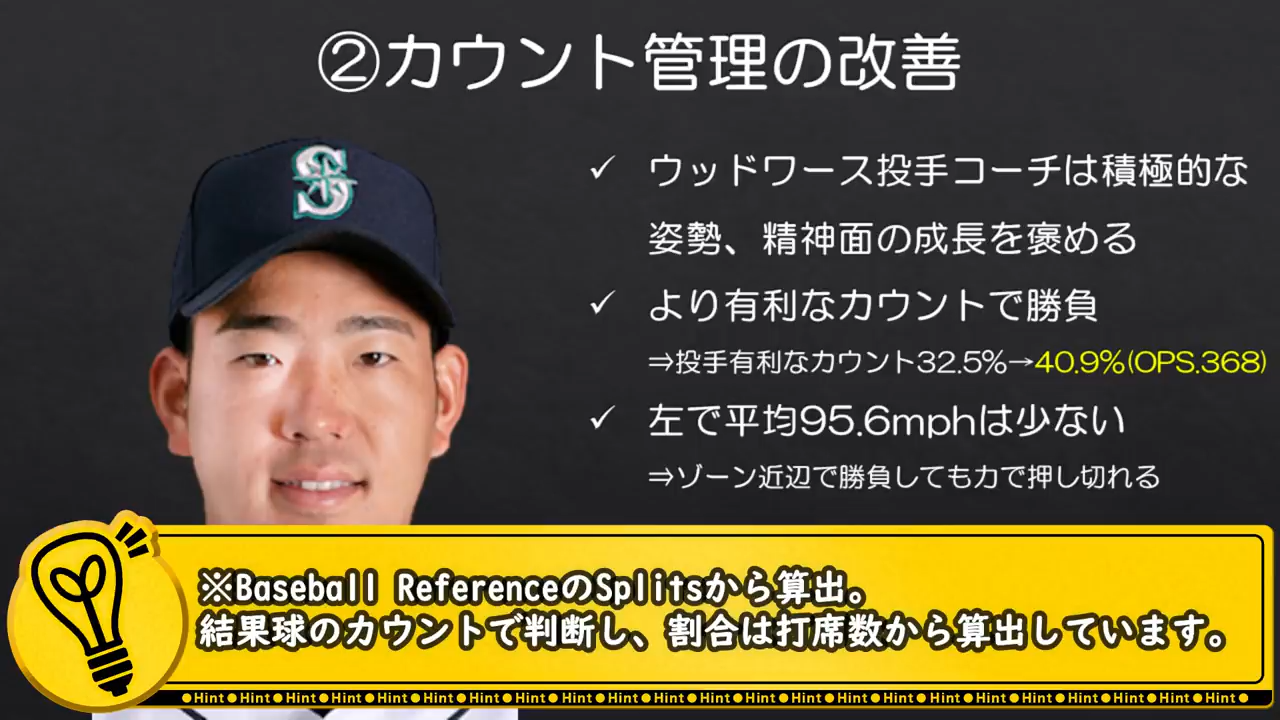 ②カウント管理の改善
S
✓ ウッドワース投手コーチは積極的な
姿勢、精神面の成長を褒める
✓ より有利なカウントで勝負
⇒投手有利なカウント32.5%→40.9%(OPS.368)
✓ 左で平均95.6mphは少ない
⇒ゾーン近辺で勝負しても力で押し切れる
※Baseball ReferenceのSplitsから算出。
結果球のカウントで判断し、割合は打席数から算出しています。
●Hint●Hint●Hint●Hint●Hint●Hint●Hint●Hint●Hint●Hint●Hint●Hint●Hint●Hint●Hint●Hint●Hint●Hint●Hint●Hint●Hint●Hint●Hint●